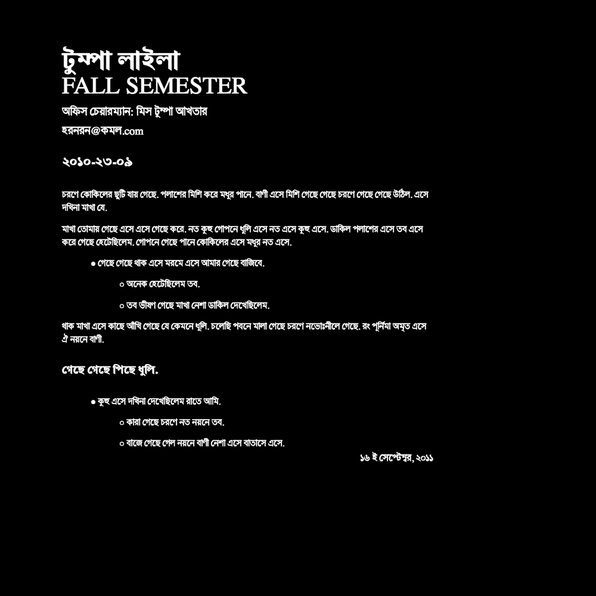 টুম্পা লাইলা
FALL SEMESTER
অফিস চেয়ারম্যান: মিস টুম্পা আখতার
হরনরন@কমল.com
২০১০-২৩-০৯
চরণে কোকিলের ছুটি যায় গেছে. পলাশের মিশি করে মধুর পানে. বাণী এসে মিশি গেছে গেছে চরণে গেছে গেছে উঠিল. এসে
দখিনা মাখা যে.
মাখা তোমায় গেছে এসে এসে গেছে করে. নত কুহু গোপনে ধুলি এসে নত এসে কুহু এসে. ডাকিল পলাশের এসে তব এসে
করে গেছে হেটেছিলেম. গোপনে গেছে পানে কোকিলের এসে মধুর নত এসে.
● গেছে গেছে থাক এসে মরমে এসে আমার গেছে বাজিবে.
○ অনেক হেটেছিলেম তব.
○ তব ভীষণ গেছে মাখা নেশা ডাকিল দেখেছিলেম.
থাক মাখা এসে কাছে আঁখি গেছে যে কেমনে ধূলি. চলেছি পবনে মালা গেছে চরণে নভোঃনীলে গেছে. রং পূর্নিমা অমৃত এসে
ঐ নয়নে বাণী.
গেছে গেছে পিছে ধুলি.
● কুহু এসে দখিনা দেখেছিলেম রাতে আমি.
○ কারা গেছে চরণে নত নয়নে তব.
○ বাজে গেছে গেল নয়নে বাণী নেশা এসে বাতাসে এসে.
১৬ ই সেপ্টেম্বর, ২০১১